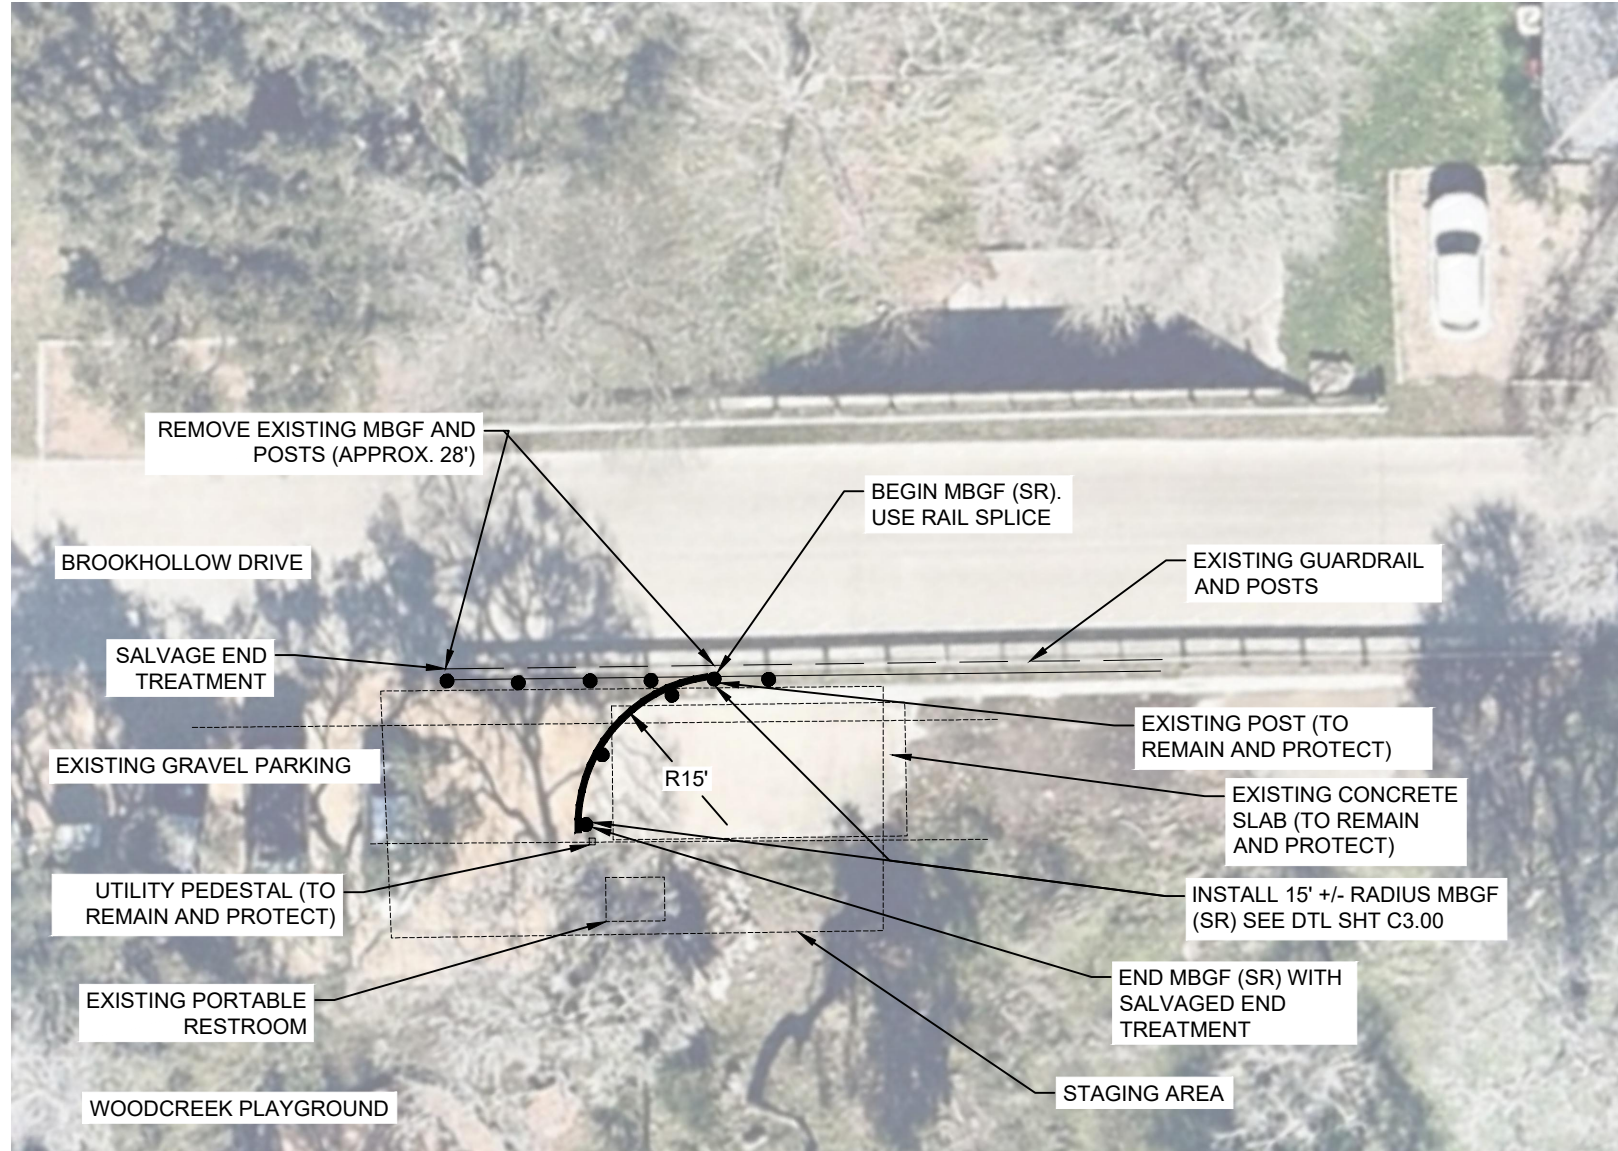 REMOVE EXISTING MBGF AND
POSTS (APPROX. 28')
BEGIN MBGF (SR).
USE RAIL SPLICE
BROOKHOLLOW DRIVE
EXISTING GUARDRAIL
AND POSTS
SALVAGE END
TREATMENT
EXISTING POST (TO
REMAIN AND PROTECT)
EXISTING GRAVEL PARKING
R15'
EXISTING CONCRETE
SLAB (TO REMAIN
AND PROTECT)
UTILITY PEDESTAL (TO
REMAIN AND PROTECT)
INSTALL 15' +/- RADIUS MBGF
(SR) SEE DTL SHT C3.00
END MBGF (SR) WITH
SALVAGED END
TREATMENT
EXISTING PORTABLE
RESTROOM
STAGING AREA
WOODCREEK PLAYGROUND